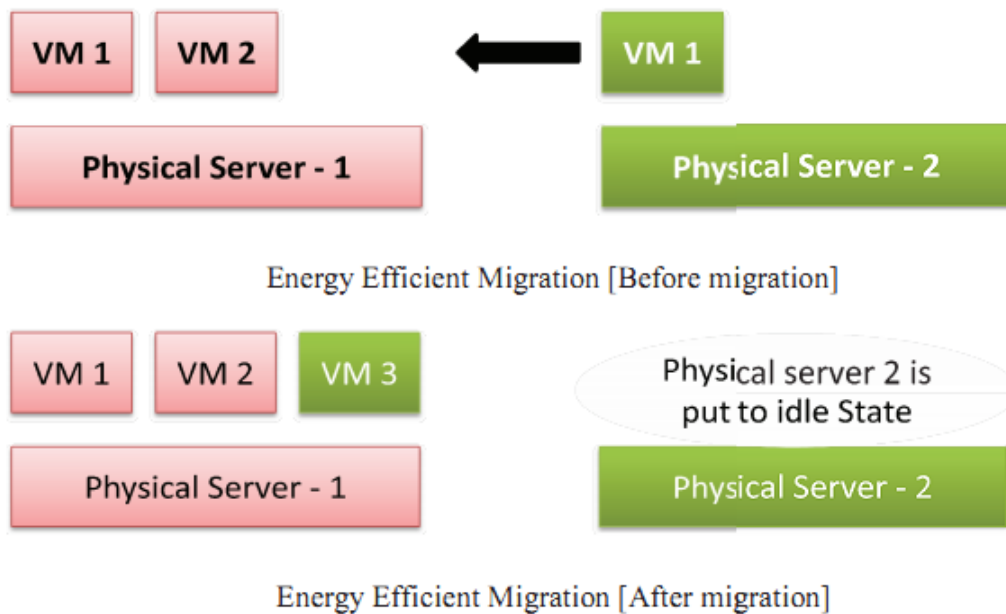 VM 1
VM 2
VM 1
Physical Server - 1
Physical Server - 2
Energy Efficient Migration [Before migration]
VM 1
VM 2
VM 3
Physical server 2 is
put to idle State
Physical Server - 1
Physical Server - 2
Energy Efficient Migration [After migration]